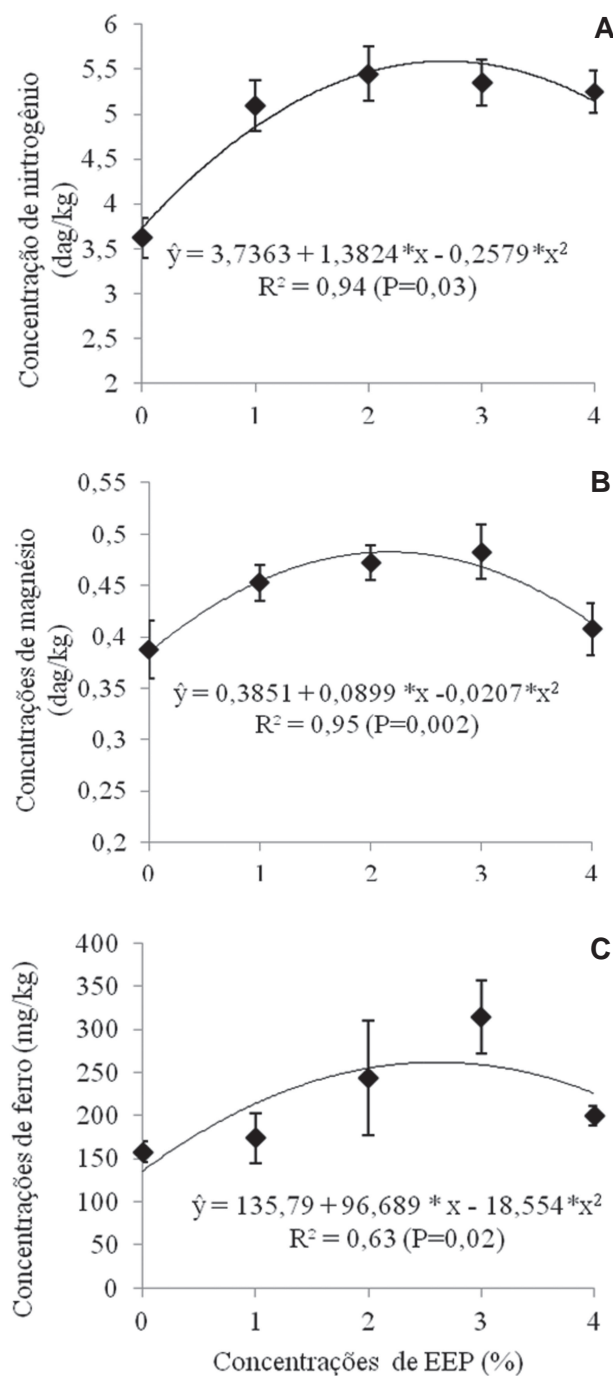 A
Concentração de nirtrogênio
(dag/kg)
6
5,5
5
4,5
4
3,5
3
2,5
2
ŷ = 3,7363 + 1,3824 *x - 0,2579*x²
R² = 0,94 (P=0,03)
0 1 2 3 4
B
Concntrações de magnésio
(dag/kg)
0,55
0,5
0,45
0,4
0,35
0,3
0,25
0,2
ŷ = 0,3851 + 0,0899 *x -0,0207*x²
R² = 0,95 (P=0,002)
0 1 2 3 4
C
Concentrações de ferro (mg/kg)
400
350
300
250
200
150
100
50
0
ŷ = 135,79 + 96,689 * x - 18,554*x²
R² = 0,63 (P=0,02)
0 1 2 3 4
Concentrações de EEP (%)